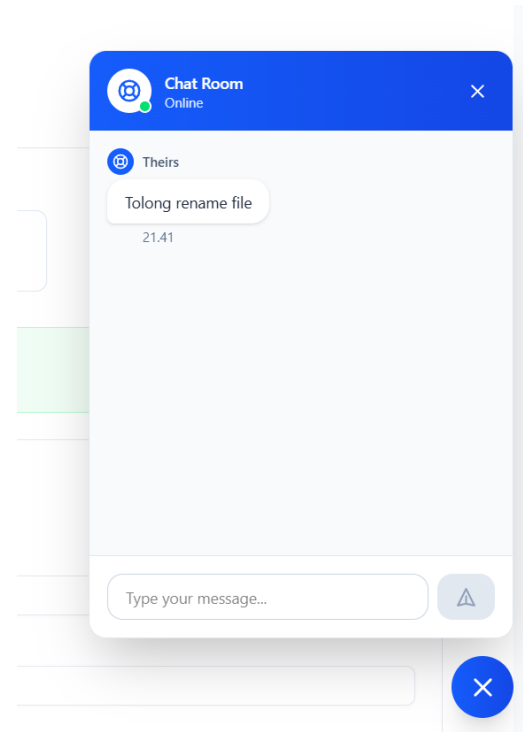 Chat Room
Online
Theirs
Tolong rename file
21.41
Type your message...